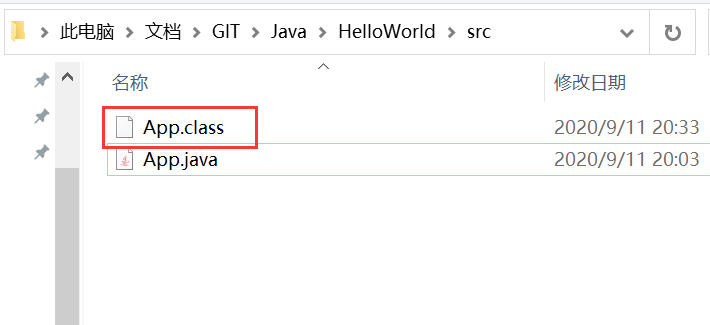 此电脑 > 文档 > GIT > Java > HelloWorld > src
名称 修改日期
App.class 2020/9/11 20:33
App.java 2020/9/11 20:03